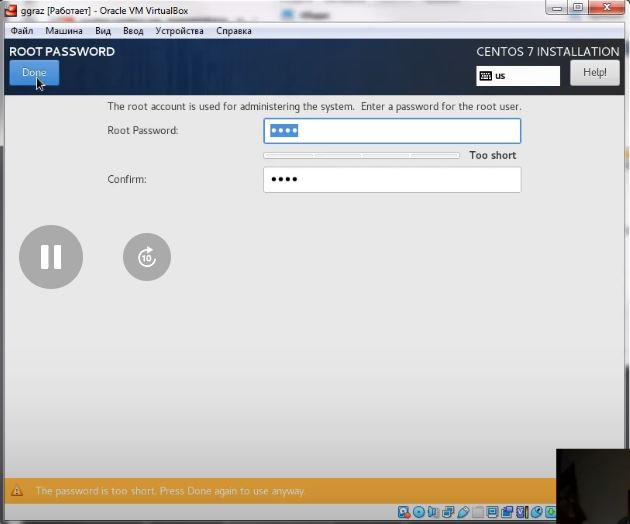 ggraz [Работает] - Oracle VM VirtualBox
Файл Машина Вид Ввод Устройства Справка
ROOT PASSWORD
CENTOS 7 INSTALLATION
Done
us
Help!
The root account is used for administering the system. Enter a password for the root user.
Root Password:
Too short
Confirm:
10
The password is too short. Press Done again to use anyway.